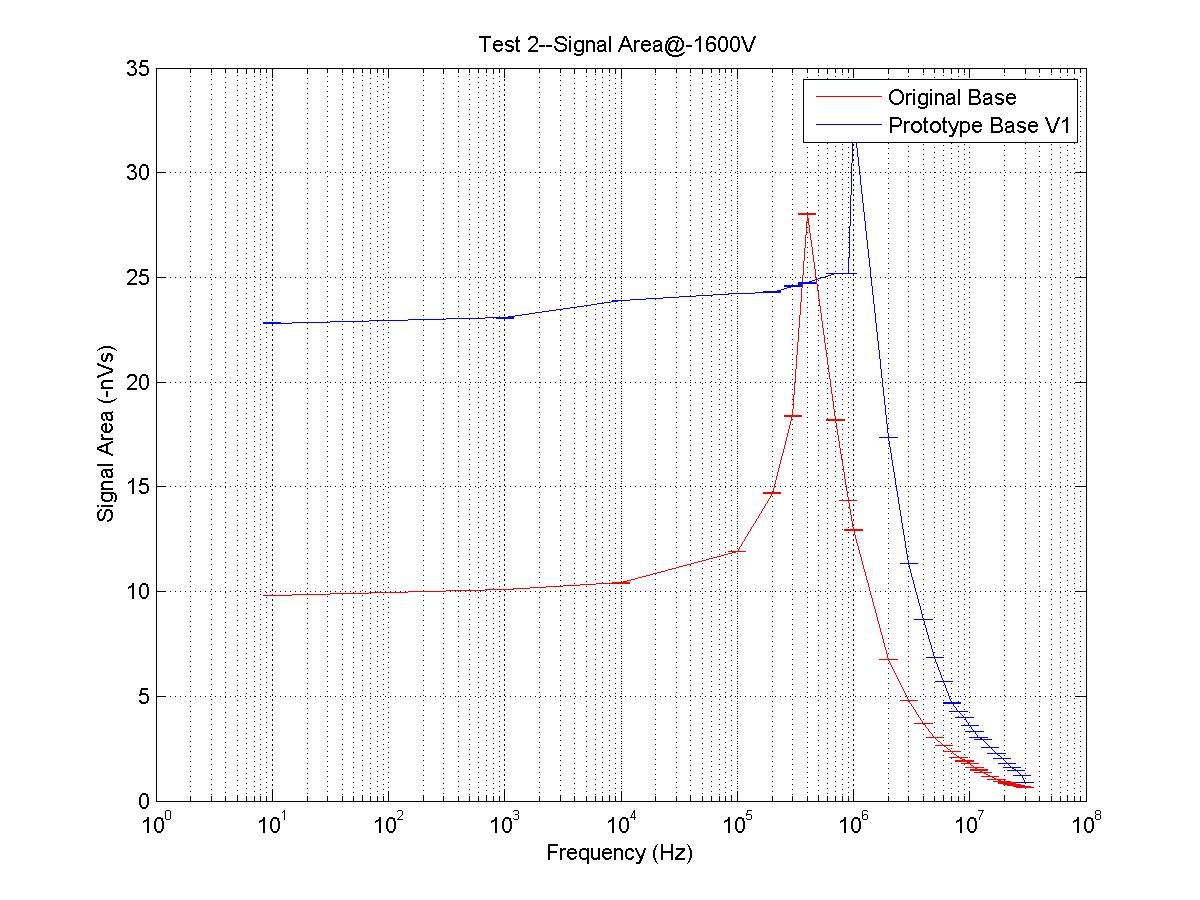 Test 2--Signal Area@-1600V
35
30
25
20
15
10
5
0
Signal Area (-nVs)
Original Base
Prototype Base V1
10^0 10^1 10^2 10^3 10^4 10^5 10^6 10^7 10^8
Frequency (Hz)